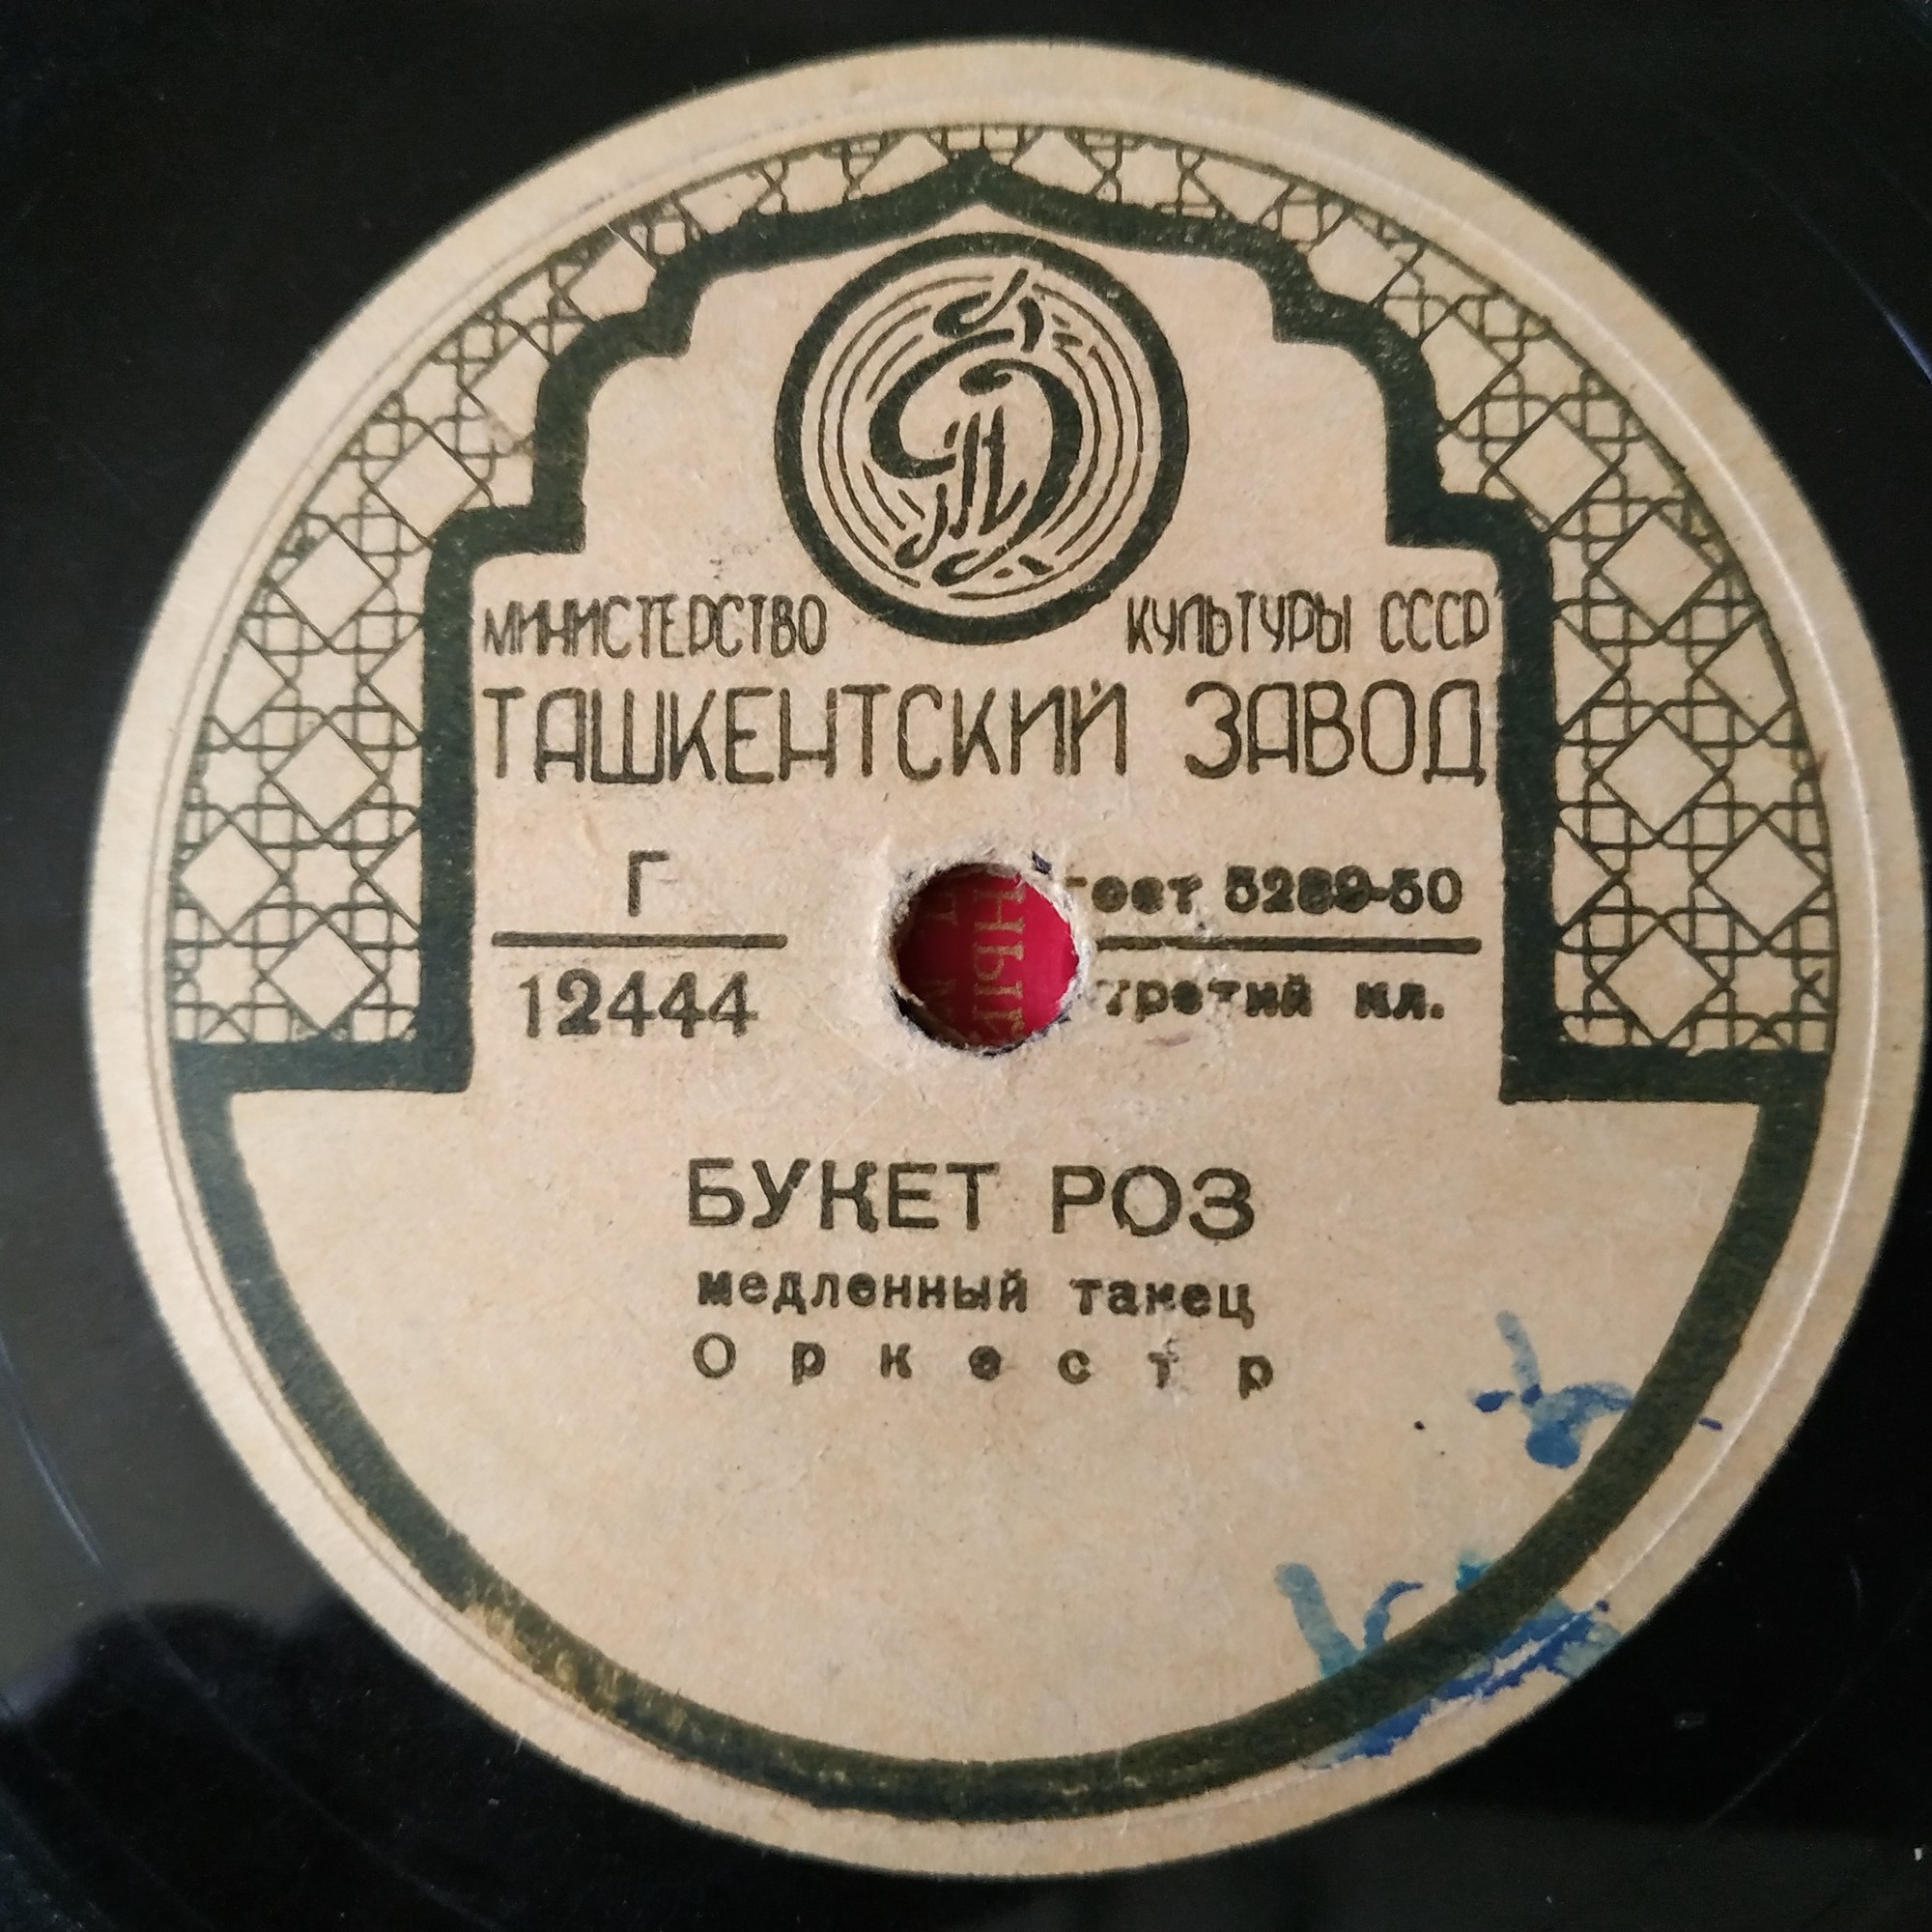 МИНИСТЕРСТВО КУЛЬТУРЫ СССР
ТАШКЕНТСКИЙ ЗАВОД
Г гост 5289-50
12444 третий кл.
БУКЕТ РОЗ
медленный танец
Оркестр